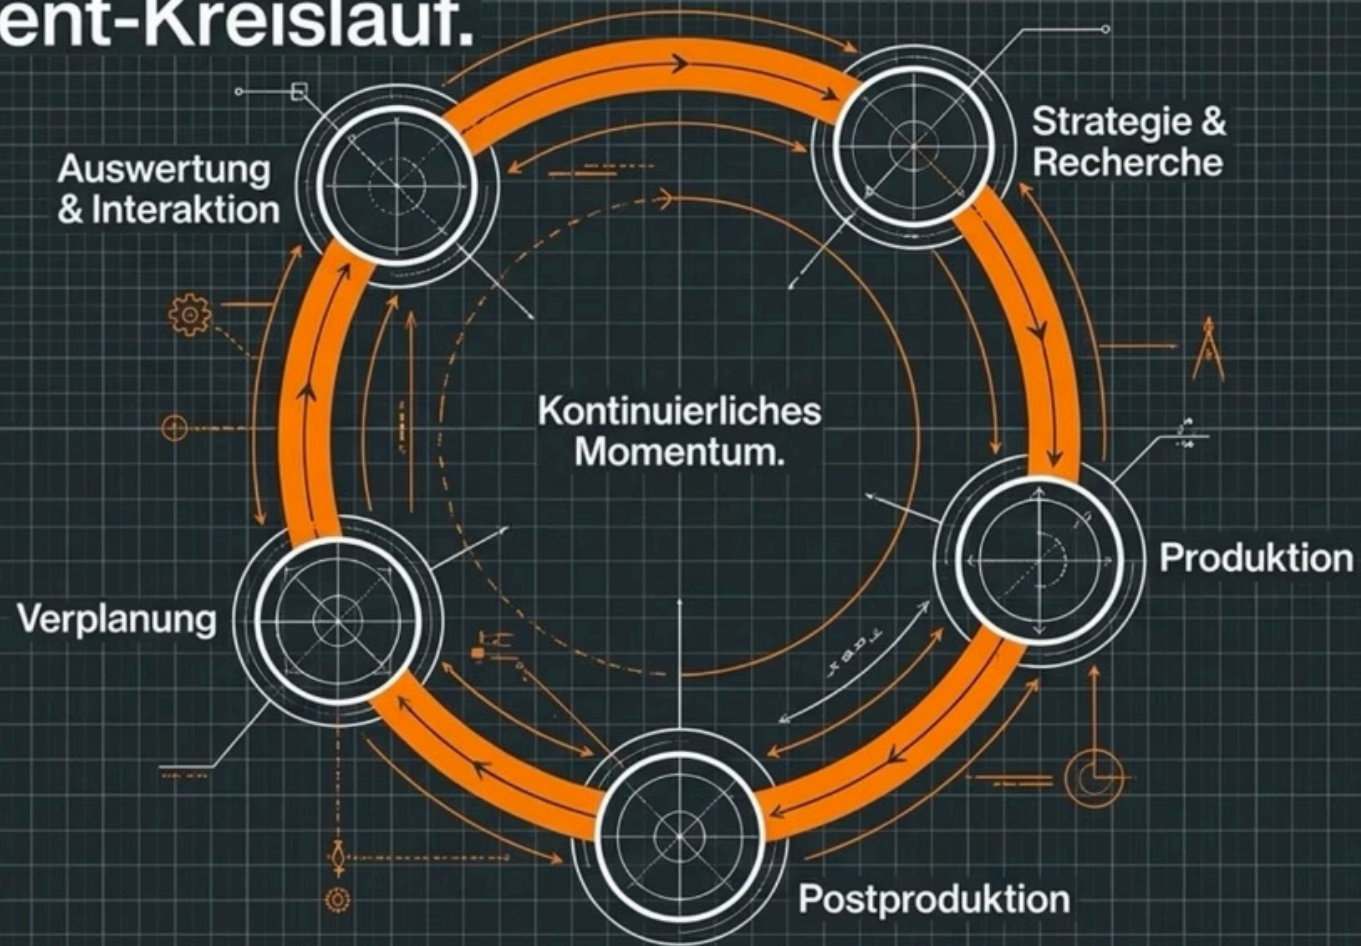 ent-Kreislauf.
Strategie &
Recherche
Auswertung
& Interaktion
Kontinuierliches
Momentum.
Produktion
Verplanung
Postproduktion